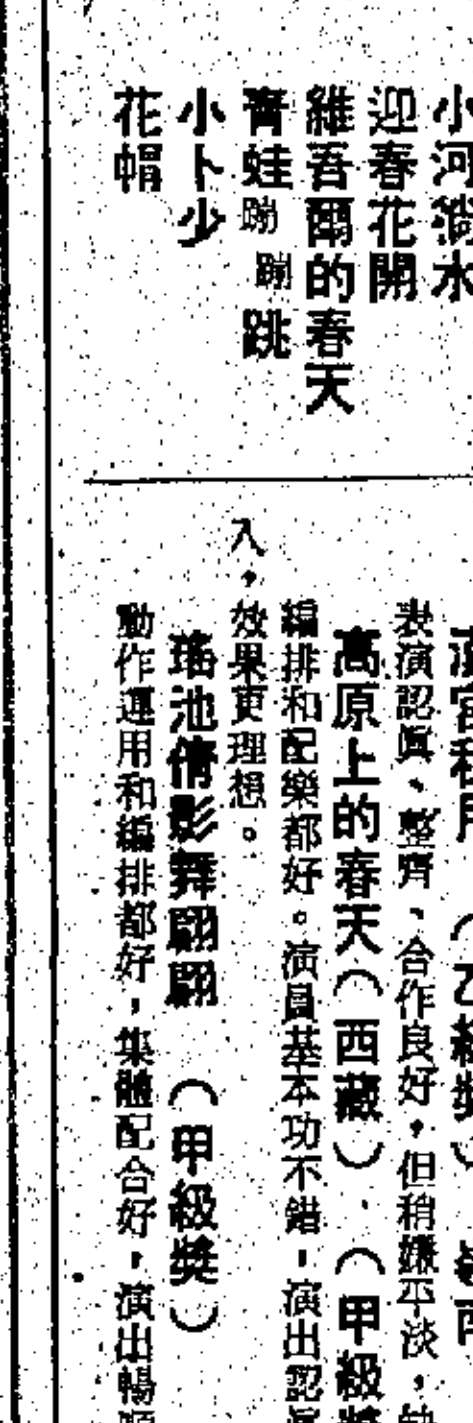 小河淌水
迎春花開
維吾爾的春天
青蛙蹦蹦跳
小卜少
花帽
表演認眞、整齊、合作良好,但稍嫌平淡,
高原上的春天(西藏)、(甲級獎
編排和配樂都好。演員基本功不錯,演出認眞
入,效果更理想。
瑤池倩影舞翩翩 (甲級獎)
動作運用和編排都好,集體配合好,演出暢順